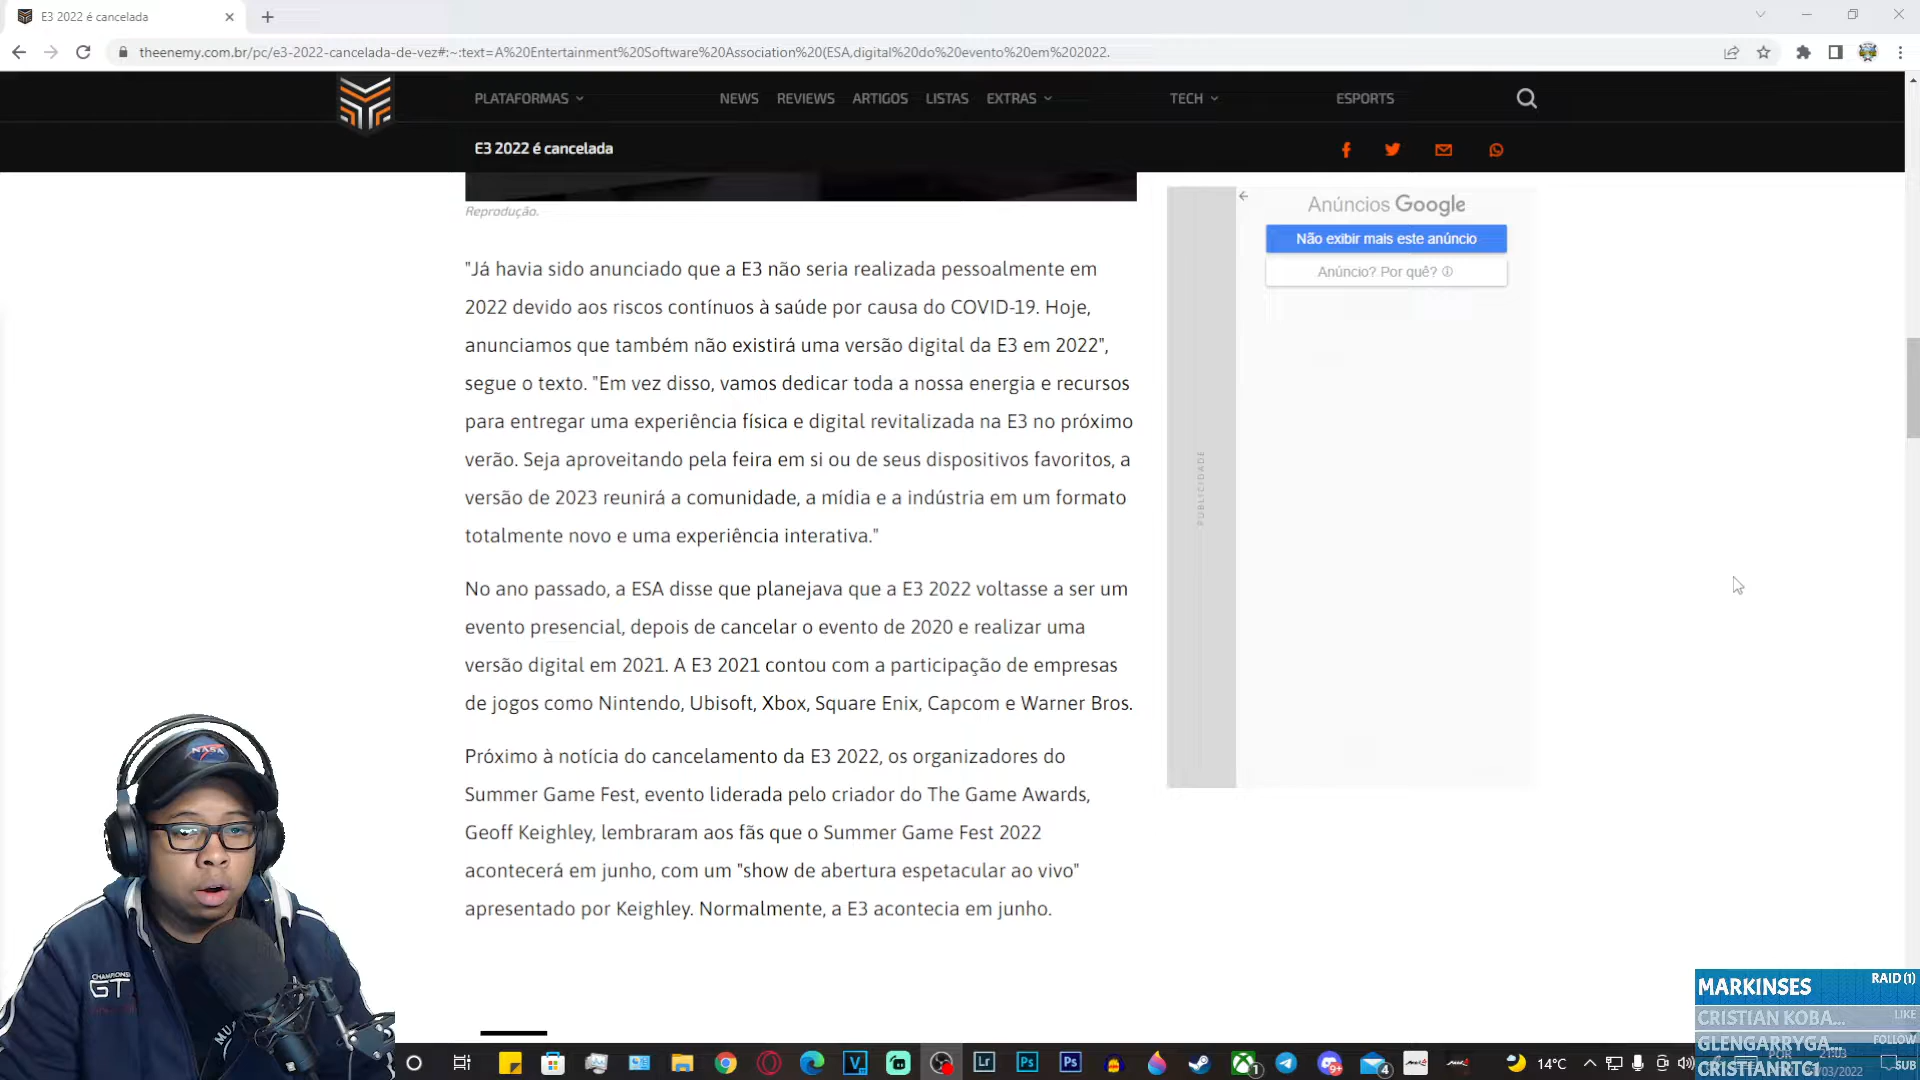 E3 2022 é cancelada
theenemy.com.br/pc/e3-2022-cancelada-de-vez#:~:text=A%20Entertainment%20Software%20Association%20(ESA,digital%20do%20evento%20em%202022.
PLATAFORMAS NEWS REVIEWS ARTIGOS LISTAS EXTRAS TECH ESPORTS
E3 2022 é cancelada
Reprodução.
"Já havia sido anunciado que a E3 não seria realizada pessoalmente em
2022 devido aos riscos contínuos à saúde por causa do COVID-19. Hoje,
anunciamos que também não existirá uma versão digital da E3 em 2022",
segue o texto. "Em vez disso, vamos dedicar toda a nossa energia e recursos
para entregar uma experiência física e digital revitalizada na E3 no próximo
verão. Seja aproveitando pela feira em si ou de seus dispositivos favoritos, a
versão de 2023 reunirá a comunidade, a mídia e a indústria em um formato
totalmente novo e uma experiência interativa."
No ano passado, a ESA disse que planejava que a E3 2022 voltasse a ser um
evento presencial, depois de cancelar o evento de 2020 e realizar uma
versão digital em 2021. A E3 2021 contou com a participação de empresas
de jogos como Nintendo, Ubisoft, Xbox, Square Enix, Capcom e Warner Bros.
Próximo à notícia do cancelamento da E3 2022, os organizadores do
Summer Game Fest, evento liderada pelo criador do The Game Awards,
Geoff Keighley, lembraram aos fãs que o Summer Game Fest 2022
acontecerá em junho, com um "show de abertura espetacular ao vivo"
apresentado por Keighley. Normalmente, a E3 acontecia em junho.
PUBLICIDADE
Anúncios Google
Não exibir mais este anúncio
Anúncio? Por quê?
NASA
CHAMPIONS
GT
MARKINSES RAID (1)
CRISTIAN KOBA... LIKE
GLENGARRYGA... FOLLOW
CRISTIANRTC1 SUB
Lr Ps Ps
14°C
POR
21:03
/03/2022